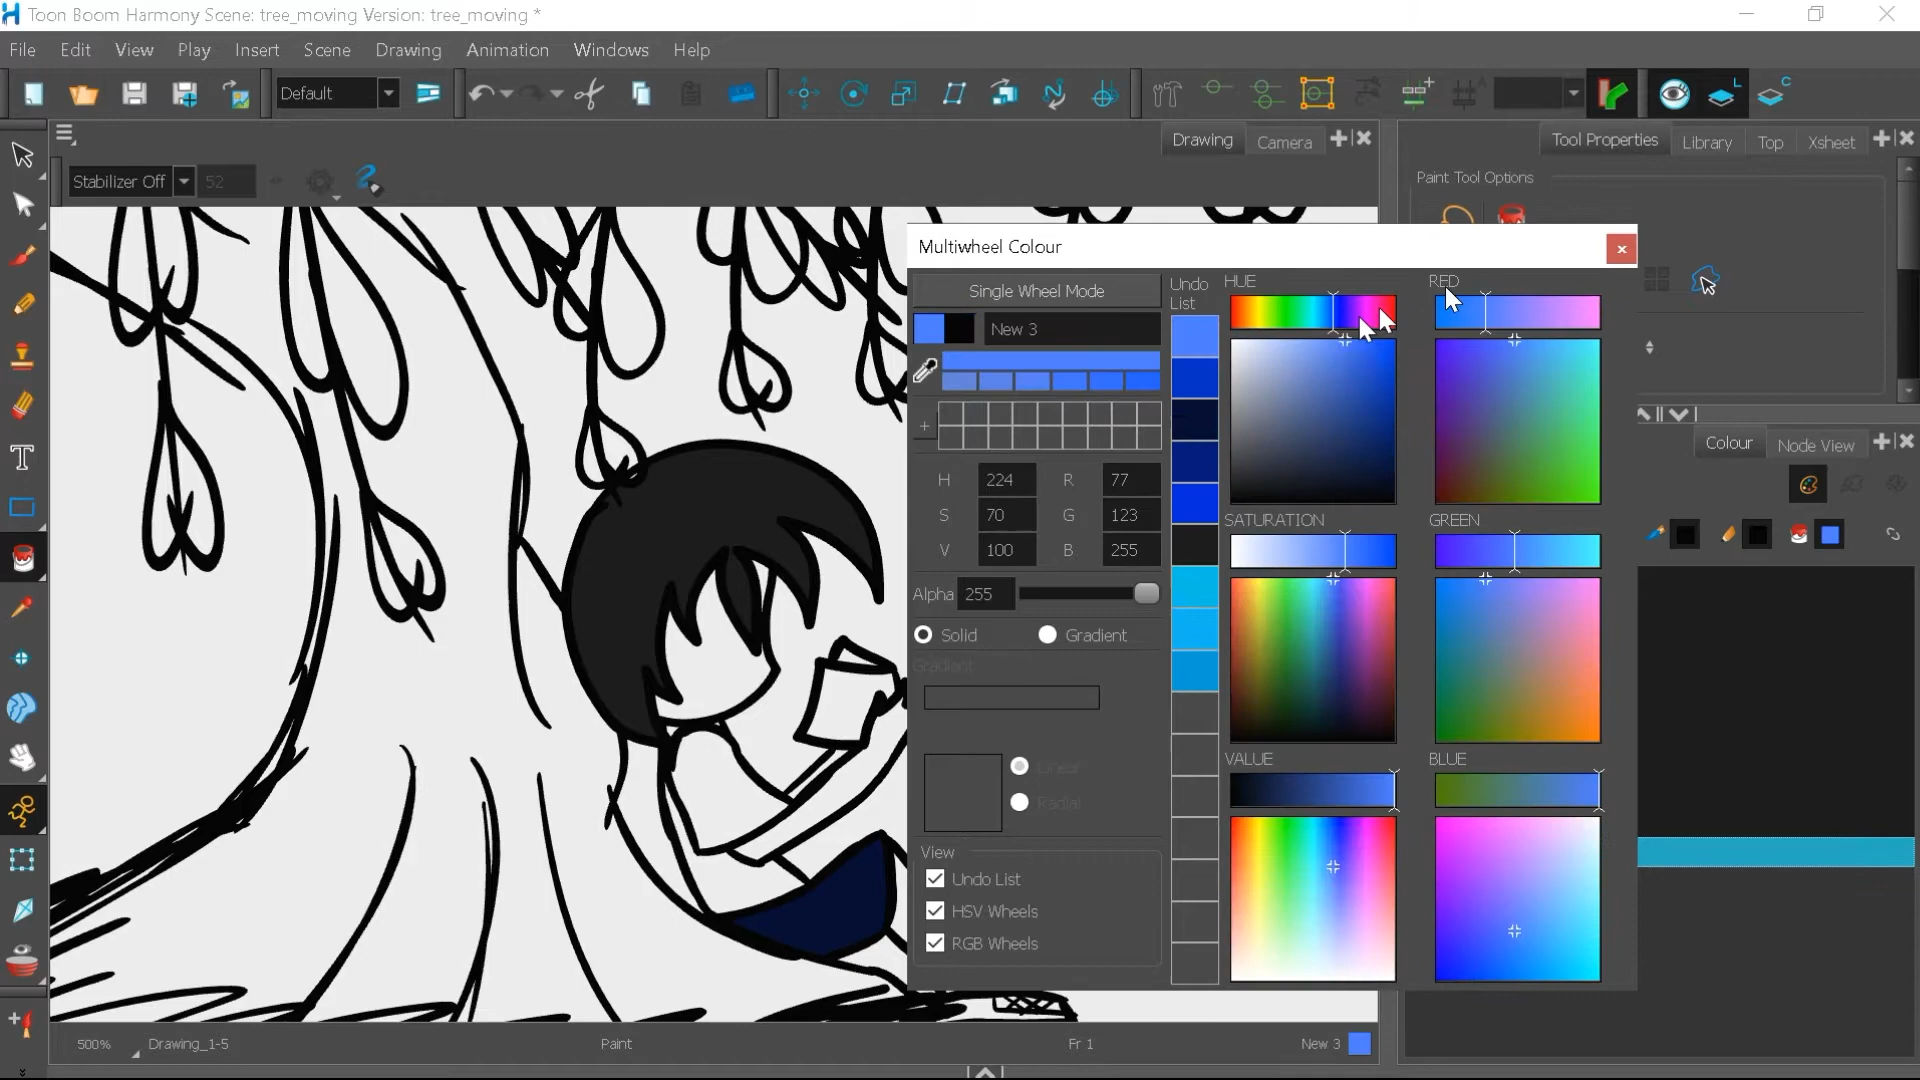 Toon Boom Harmony Scene: tree_moving Version: tree_moving *
File Edit View Play Insert Scene Drawing Animation Windows Help
Default
L C
Drawing Camera
Tool Properties Library Top Xsheet
Stabilizer Off 52
Paint Tool Options
Multiwheel Colour
Single Wheel Mode
Undo List
HUE RED
New 3
Colour Node View
H 224 R 77
S 70 G 123
SATURATION GREEN
V 100 B 255
Alpha 255
Solid Gradient
Gradient
VALUE BLUE
Linear
Radial
View
Undo List
HSV Wheels
RGB Wheels
500% Drawing_1-5 Paint Fr 1 New 3